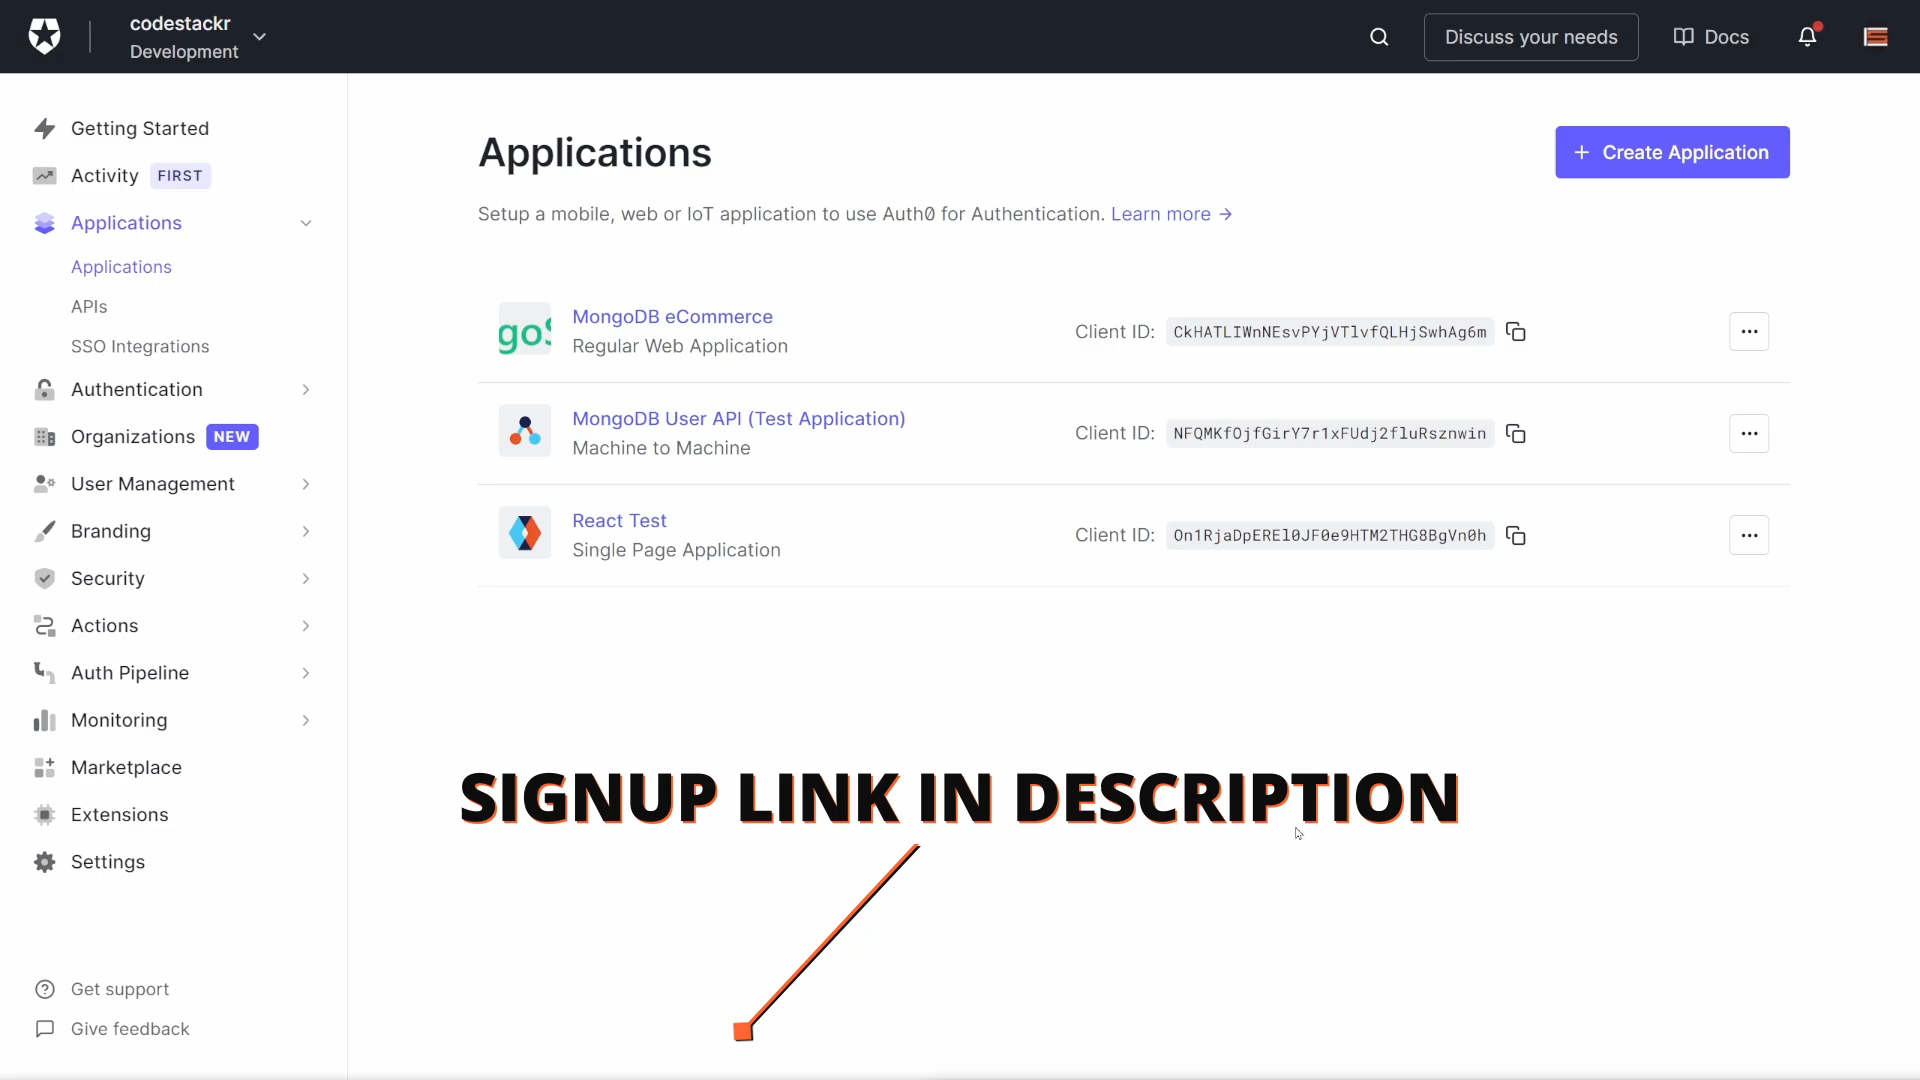 codestackr
Development
Discuss your needs
Docs
Getting Started
Activity FIRST
Applications
Applications
APIs
SSO Integrations
Authentication
Organizations NEW
User Management
Branding
Security
Actions
Auth Pipeline
Monitoring
Marketplace
Extensions
Settings
Get support
Give feedback
Applications
+ Create Application
Setup a mobile, web or IoT application to use Auth0 for Authentication. Learn more →
goS
MongoDB eCommerce
Regular Web Application
Client ID: CkHATLIWnNEsvPYjVTlvfQLHjSwhAg6m
MongoDB User API (Test Application)
Machine to Machine
Client ID: NFQMKfOjfGirY7r1xFUdj2fluRsznwin
React Test
Single Page Application
Client ID: On1RjaDpEREl0JF0e9HTM2THG8BgVn0h
SIGNUP LINK IN DESCRIPTION